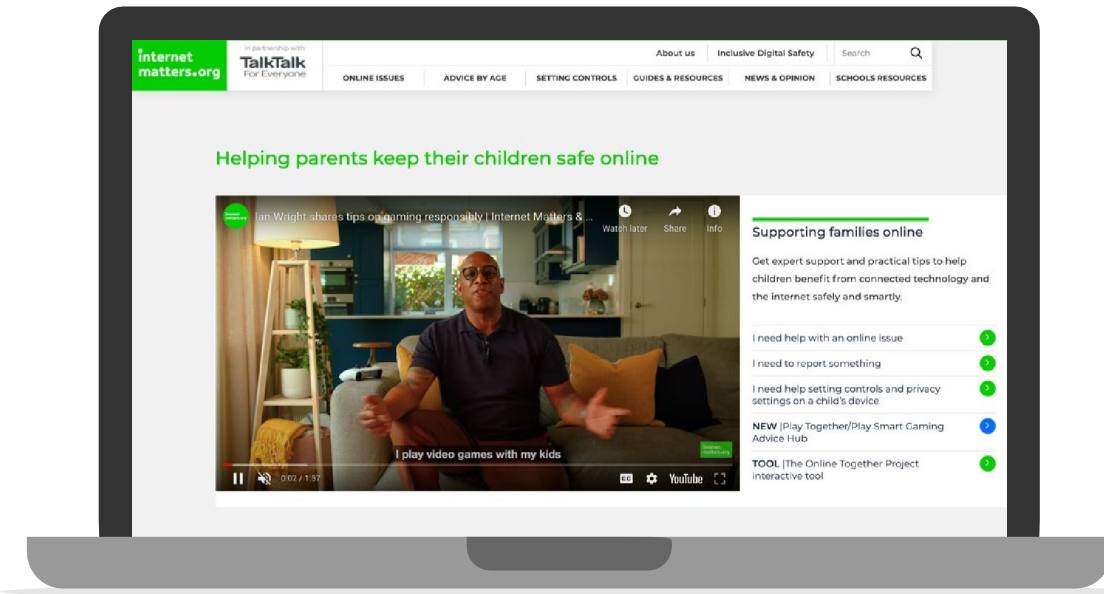 internet
matters.org
In partnership with
TalkTalk
For Everyone
About us
Inclusive Digital Safety
Search
ONLINE ISSUES
ADVICE BY AGE
SETTING CONTROLS
GUIDES & RESOURCES
NEWS & OPINION
SCHOOLS RESOURCES
Helping parents keep their children safe online
Ian Wright shares tips on gaming responsibly | Internet Matters & ...
Watch later
Share
Info
I play video games with my kids
internet
matters.org
0:02 / 1:57
CC
YouTube
Supporting families online
Get expert support and practical tips to help
children benefit from connected technology and
the internet safely and smartly.
I need help with an online issue
I need to report something
I need help setting controls and privacy
settings on a child's device
NEW |Play Together/Play Smart Gaming
Advice Hub
TOOL |The Online Together Project
interactive tool